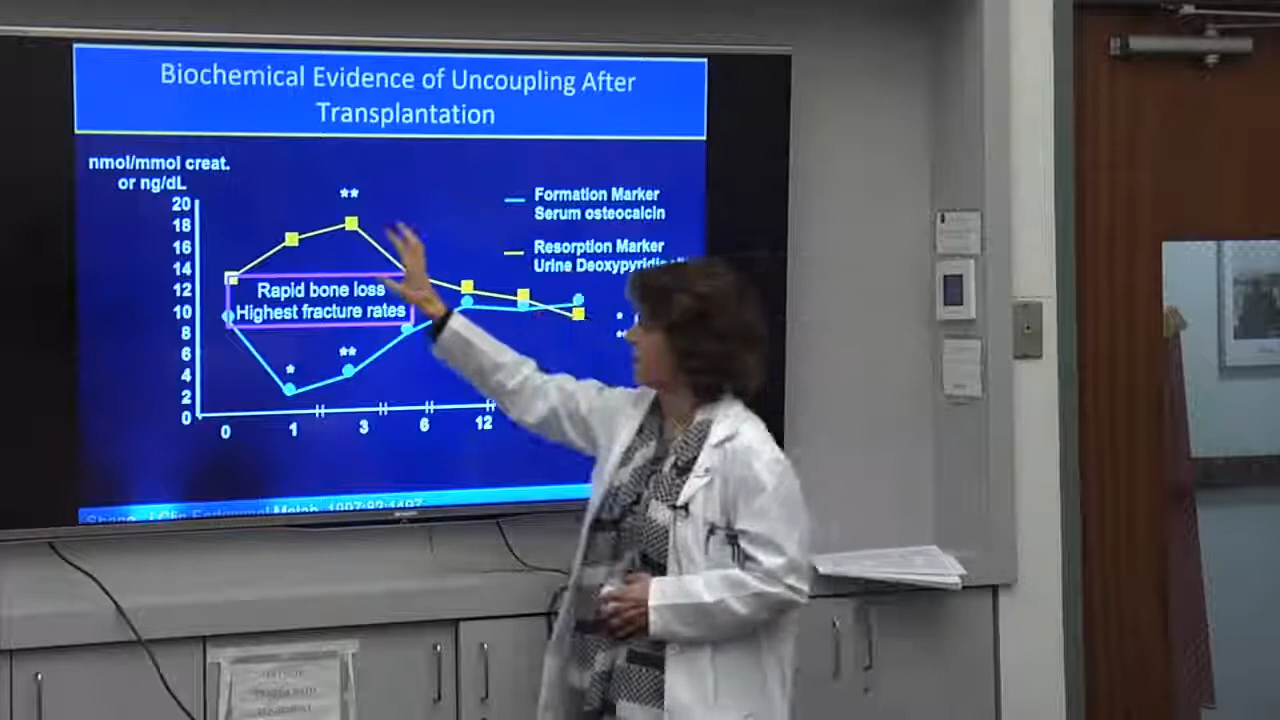 Biochemical Evidence of Uncoupling After
Transplantation
nmol/mmol creat.
or ng/dL
20
18
16
14
12
10
8
6
4
2
0
**
Formation Marker
Serum osteocalcin
Resorption Marker
Urine
Rapid bone loss
Highest fracture rates
*
**
*
0 1 3 6 12